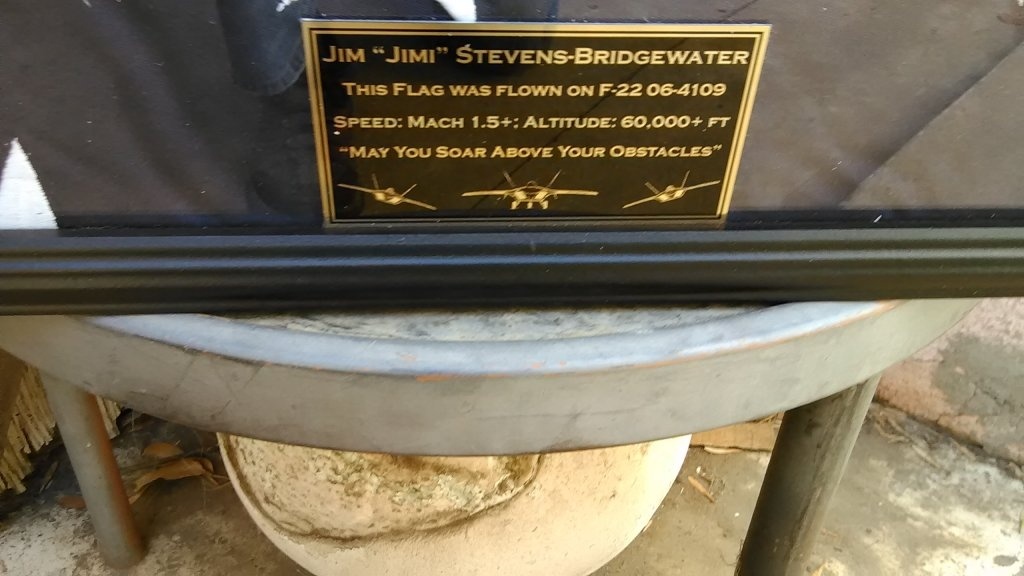 Jim “Jimi” Stevens-Bridgewater
This Flag was flown on F-22 06-4109
Speed: Mach 1.5+; Altitude: 60,000+ ft
“May You Soar Above Your Obstacles”